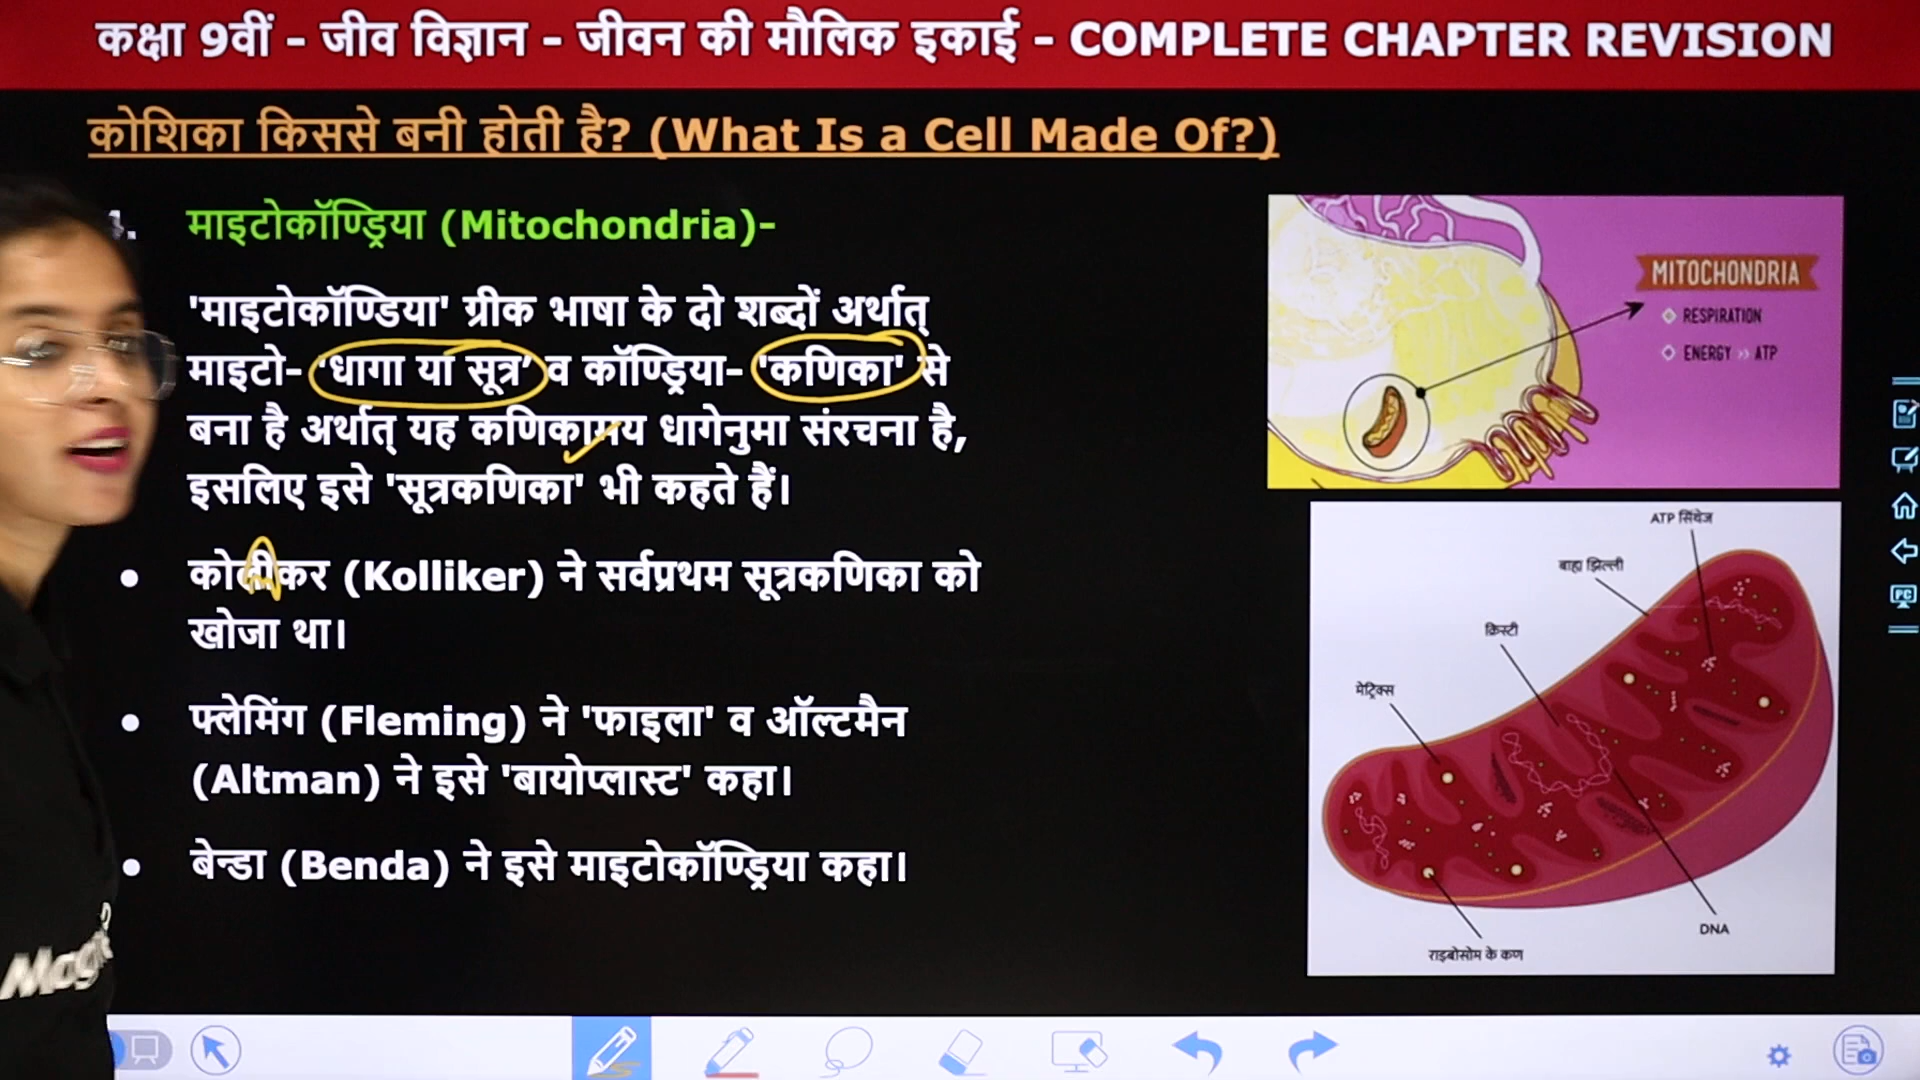 कक्षा 9वीं - जीव विज्ञान - जीवन की मौलिक इकाई - COMPLETE CHAPTER REVISION
कोशिका किससे बनी होती है? (What Is a Cell Made Of?)
माइटोकॉण्ड्रिया (Mitochondria)-
'माइटोकॉण्डिया' ग्रीक भाषा के दो शब्दों अर्थात्
माइटो- 'धागा या सूत्र' व कॉण्ड्रिया- 'कणिका' से
बना है अर्थात् यह कणिकामय धागेनुमा संरचना है,
इसलिए इसे 'सूत्रकणिका' भी कहते हैं।
• कोलीकर (Kolliker) ने सर्वप्रथम सूत्रकणिका को
खोजा था।
• फ्लेमिंग (Fleming) ने 'फाइला' व ऑल्टमैन
(Altman) ने इसे 'बायोप्लास्ट' कहा।
• बेन्डा (Benda) ने इसे माइटोकॉण्ड्रिया कहा।
MITOCHONDRIA
RESPIRATION
ENERGY » ATP
ATP सिंथेज
बाह्य झिल्ली
क्रिस्टी
मेट्रिक्स
DNA
राइबोसोम के कण
PC